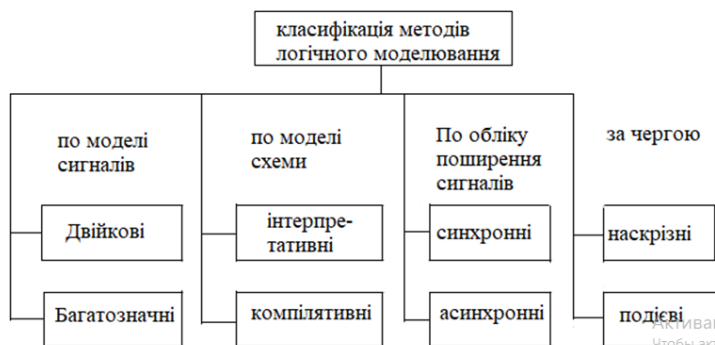 класифікація методів
логічного моделювання
по моделі
сигналів
Двійкові
Багатозначні
по моделі
схеми
інтерпре-
тативні
компілятивні
По обліку
поширення
сигналів
синхронні
асинхронні
за чергою
наскрізні
подієві